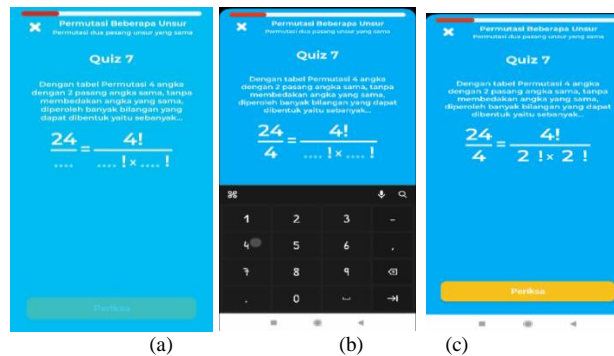 Permutasi Beberapa Unsur
Permutasi dua pasang unsur yang sama
Quiz 7
Dengan tabel Permutasi 4 angka
dengan 2 pasang angka sama, tanpa
membedakan angka yang sama,
diperoleh banyak bilangan yang
dapat dibentuk yaitu sebanyak...
24 / .... = 4! / .... ! × .... !
Periksa
(a)
Permutasi Beberapa Unsur
Permutasi dua pasang unsur yang sama
Quiz 7
Dengan tabel Permutasi 4 angka
dengan 2 pasang angka sama, tanpa
membedakan angka yang sama,
diperoleh banyak bilangan yang dapat
dibentuk yaitu sebanyak...
24 / 4 = 4! / .... ! × .... !
1 2 3 -
4 5 6 ,
7 8 9
. 0
(b)
Permutasi Beberapa Unsur
Permutasi dua pasang unsur yang sama
Quiz 7
Dengan tabel Permutasi 4 angka
dengan 2 pasang angka sama, tanpa
membedakan angka yang sama,
diperoleh banyak bilangan yang dapat
dibentuk yaitu sebanyak...
24 / 4 = 4! / 2 ! × 2 !
Periksa
(c)